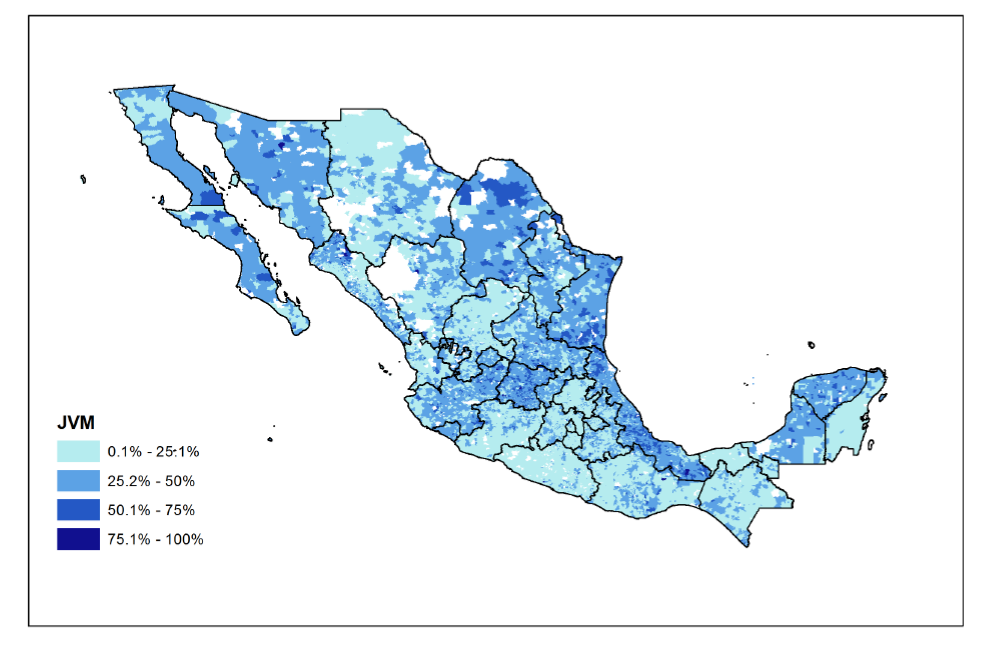 JVM
0.1% - 25.1%
25.2% - 50%
50.1% - 75%
75.1% - 100%